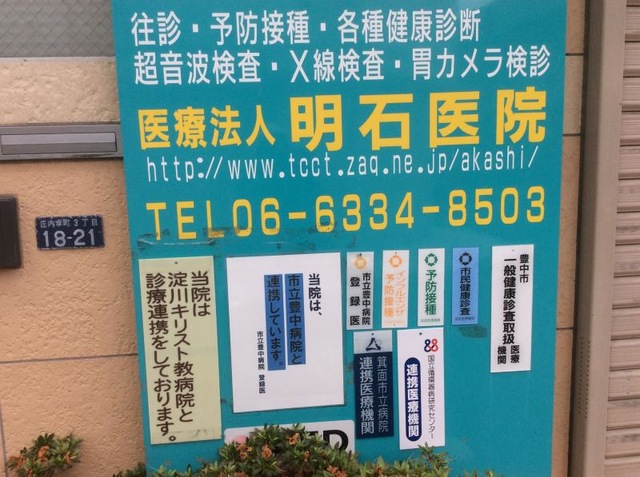 往診・予防接種・各種健康診断
超音波検査・X線検査・胃カメラ検診
医療法人 明石医院
http://www.tcct.zaq.ne.jp/akashi/
TEL06-6334-8503
庄内幸町3丁目
18-21
当院は
淀川キリスト教病院と
診療連携をしております。
当院は、
市立豊中病院と
連携しています。
市立豊中病院 登録医
市立豊中病院
登録医
インフルエンザ
予防接種
予防接種
市民健康診査
豊中市
一般健康診査取扱医療機関
箕面市立病院
連携医療機関
国立循環器病研究センター
連携医療機関